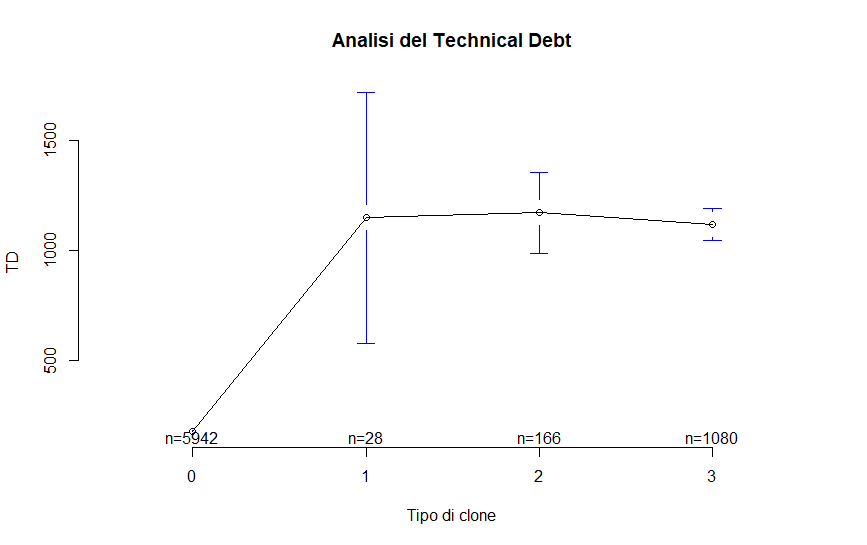 Analisi del Technical Debt
TD
1500
1000
500
n=5942 n=28 n=166 n=1080
0 1 2 3
Tipo di clone